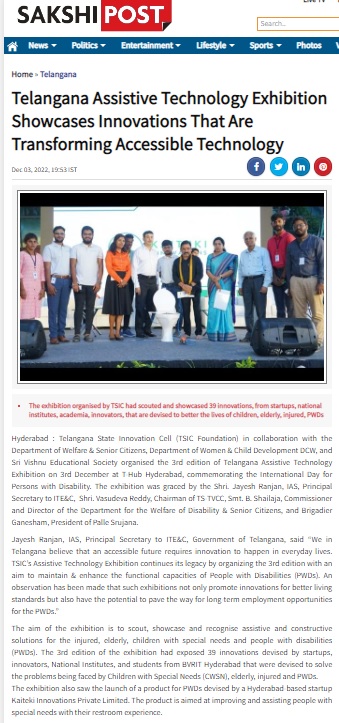 Live TV
SAKSHI POST
Search...
News Politics Entertainment Lifestyle Sports Photos
Home » Telangana
Telangana Assistive Technology Exhibition
Showcases Innovations That Are
Transforming Accessible Technology
Dec 03, 2022, 19:53 IST
KAITEKI
The exhibition organised by TSIC had scouted and showcased 39 innovations, from startups, national
institutes, academia, innovators, that are devised to better the lives of children, elderly, injured, PWDs
Hyderabad : Telangana State Innovation Cell (TSIC Foundation) in collaboration with the
Department of Welfare & Senior Citizens, Department of Women & Child Development DCW, and
Sri Vishnu Educational Society organised the 3rd edition of Telangana Assistive Technology
Exhibition on 3rd December at T Hub Hyderabad, commemorating the International Day for
Persons with Disability. The exhibition was graced by the Shri. Jayesh Ranjan, IAS, Principal
Secretary to ITE&C, Shri. Vasudeva Reddy, Chairman of TS TVCC, Smt. B. Shailaja, Commissioner
and Director of the Department for the Welfare of Disability & Senior Citizens, and Brigadier
Ganesham, President of Palle Srujana.
Jayesh Ranjan, IAS, Principal Secretary to ITE&C, Government of Telangana, said “We in
Telangana believe that an accessible future requires innovation to happen in everyday lives.
TSIC's Assistive Technology Exhibition continues its legacy by organizing the 3rd edition with an
aim to maintain & enhance the functional capacities of People with Disabilities (PWDs). An
observation has been made that such exhibitions not only promote innovations for better living
standards but also have the potential to pave the way for long term employment opportunities
for the PWDs.”
The aim of the exhibition is to scout, showcase and recognise assistive and constructive
solutions for the injured, elderly, children with special needs and people with disabilities
(PWDs). The 3rd edition of the exhibition had exposed 39 innovations devised by startups,
innovators, National Institutes, and students from BVRIT Hyderabad that were devised to solve
the problems being faced by Children with Special Needs (CWSN), elderly, injured and PWDs.
The exhibition also saw the launch of a product for PWDs devised by a Hyderabad based startup
Kaiteki Innovations Private Limited. The product is aimed at improving and assisting people with
special needs with their restroom experience.